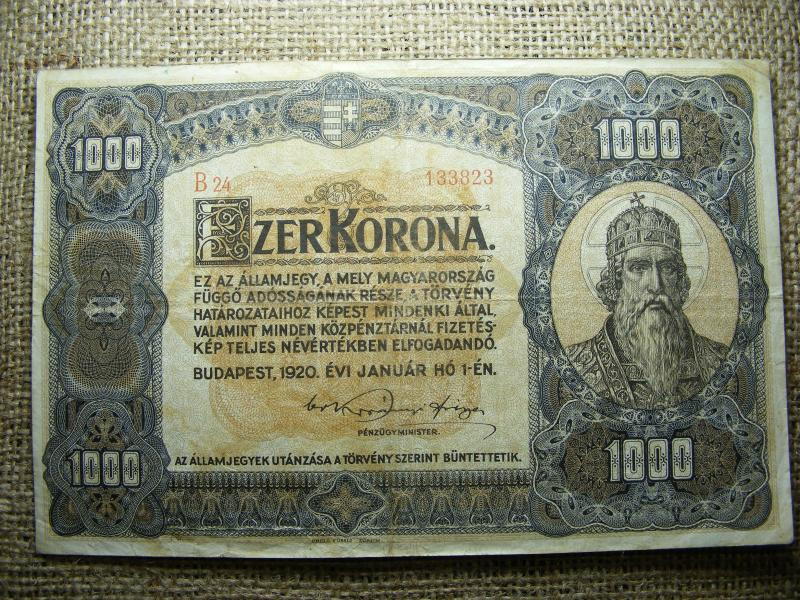 1000
1000
B 24
133823
EZER KORONA.
EZ AZ ÁLLAMJEGY, A MELY MAGYARORSZÁG
FÜGGŐ ADÓSSÁGÁNAK RÉSZE, A TÖRVÉNY
HATÁROZATAIHOZ KÉPEST MINDENKI ÁLTAL,
VALAMINT MINDEN KÖZPÉNZTÁRNÁL FIZETÉS-
KÉP TELJES NÉVÉRTÉKBEN ELFOGADANDÓ.
BUDAPEST, 1920. ÉVI JANUÁR HÓ 1-ÉN.
PÉNZÜGYMINISTER.
AZ ÁLLAMJEGYEK UTÁNZÁSA A TÖRVÉNY SZERINT BÜNTETTETIK.
1000
1000